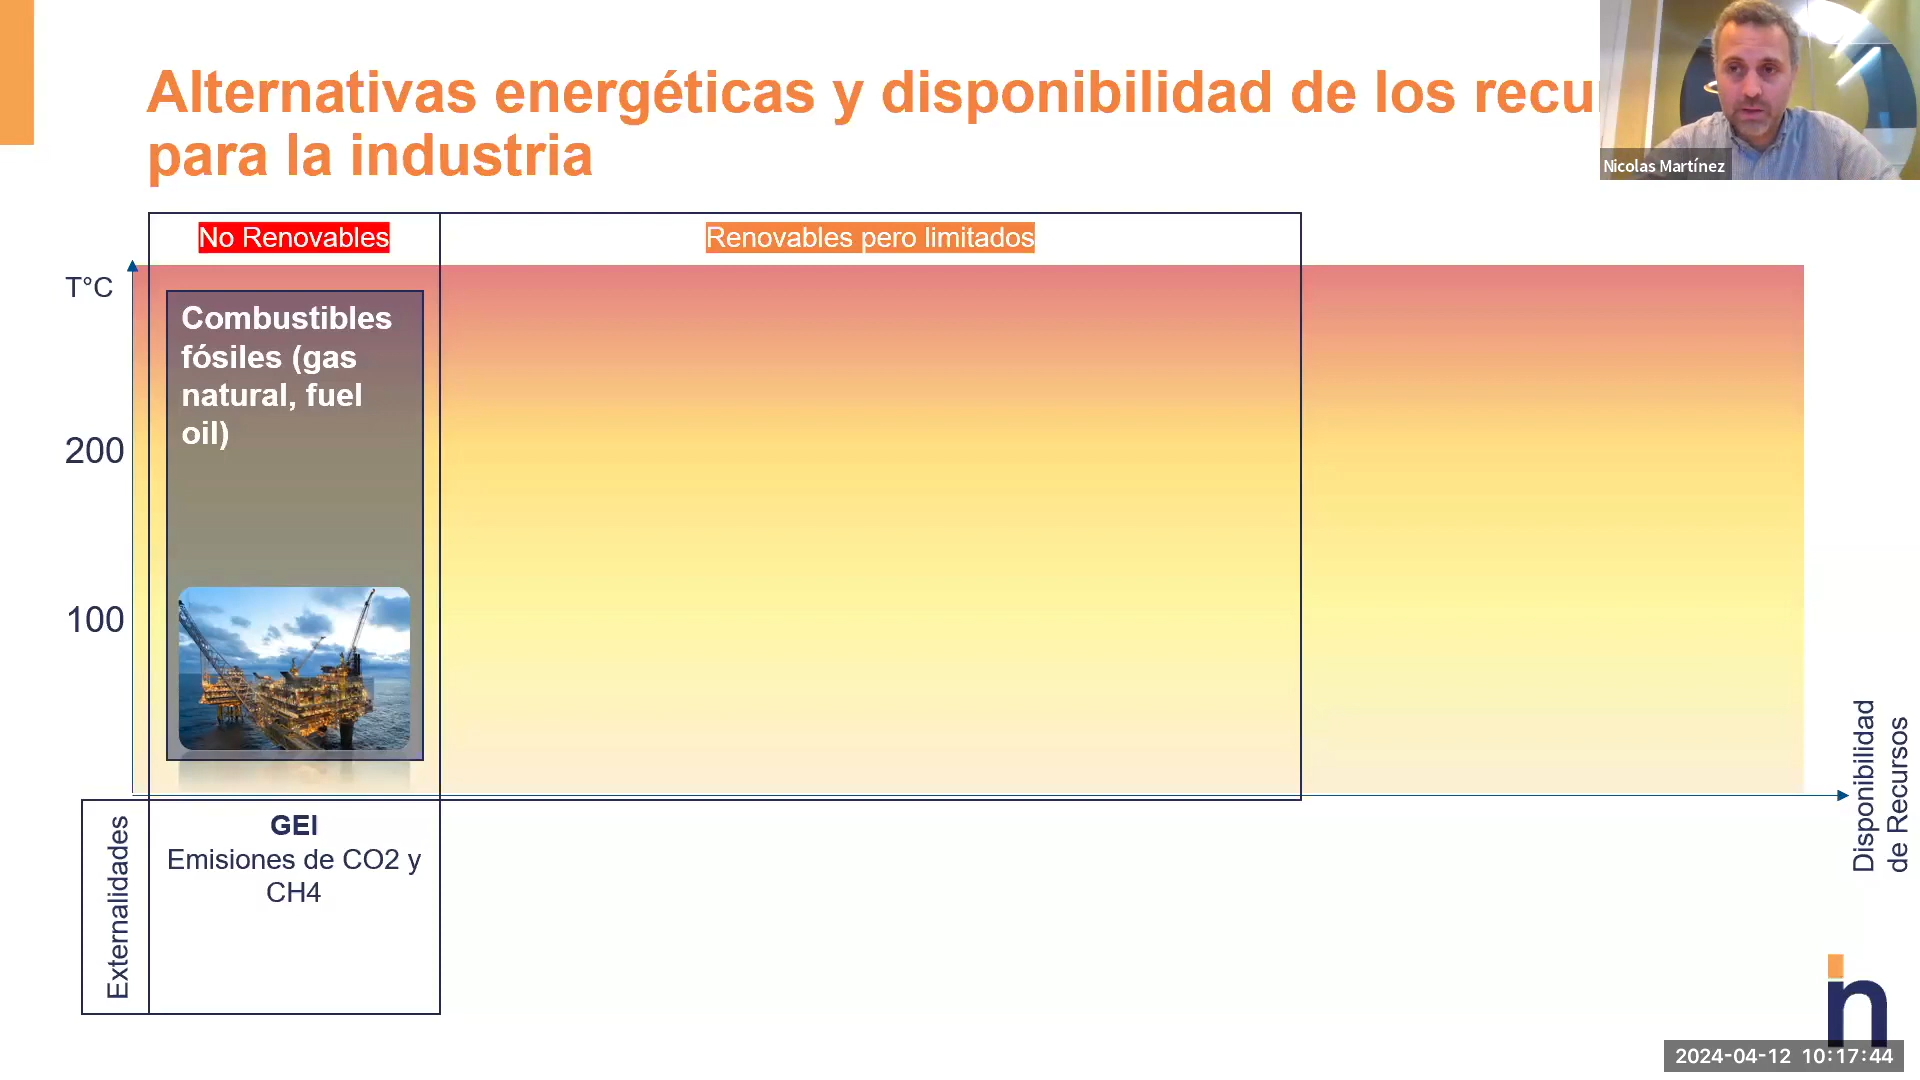 Alternativas energéticas y disponibilidad de los
para la industria
Nicolas Martínez
No Renovables
Renovables pero limitados
T°C
Combustibles
fósiles (gas
natural, fuel
oil)
200
100
Disponibilidad
de Recursos
Externalidades
GEI
Emisiones de CO2 y
CH4
in
2024-04-12 10:17:44